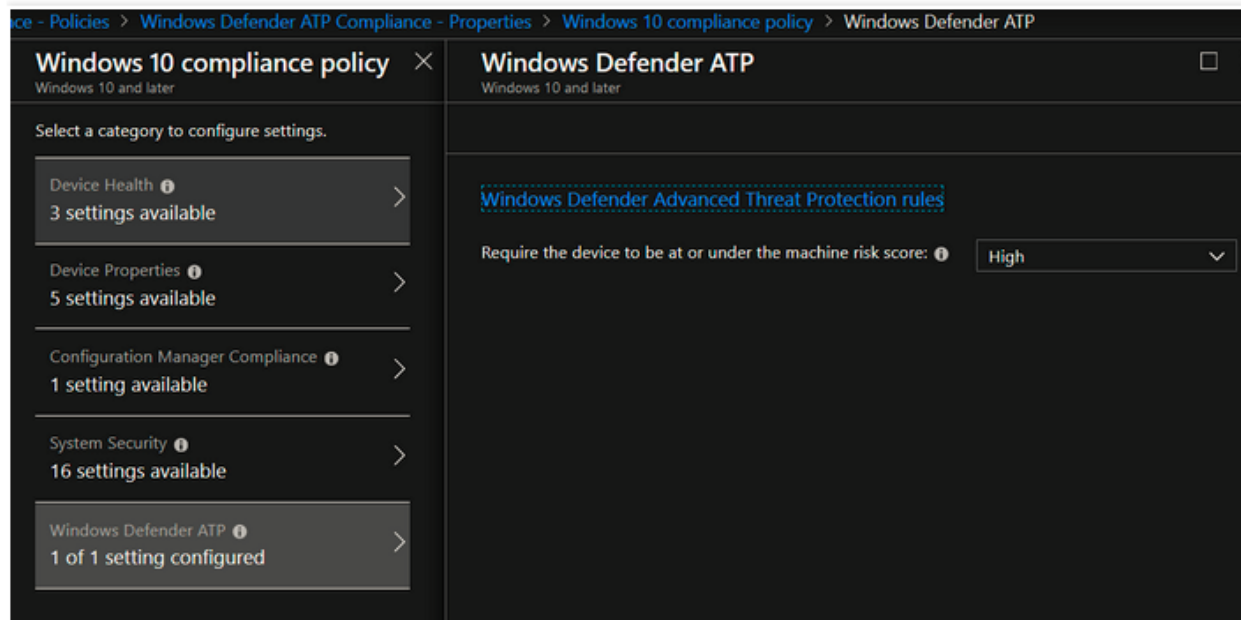 ce - Policies > Windows Defender ATP Compliance - Properties > Windows 10 compliance policy > Windows Defender ATP
Windows 10 compliance policy
Windows 10 and later
Select a category to configure settings.
Device Health
3 settings available
Device Properties
5 settings available
Configuration Manager Compliance
1 setting available
System Security
16 settings available
Windows Defender ATP
1 of 1 setting configured
Windows Defender ATP
Windows 10 and later
Windows Defender Advanced Threat Protection rules
Require the device to be at or under the machine risk score:
High